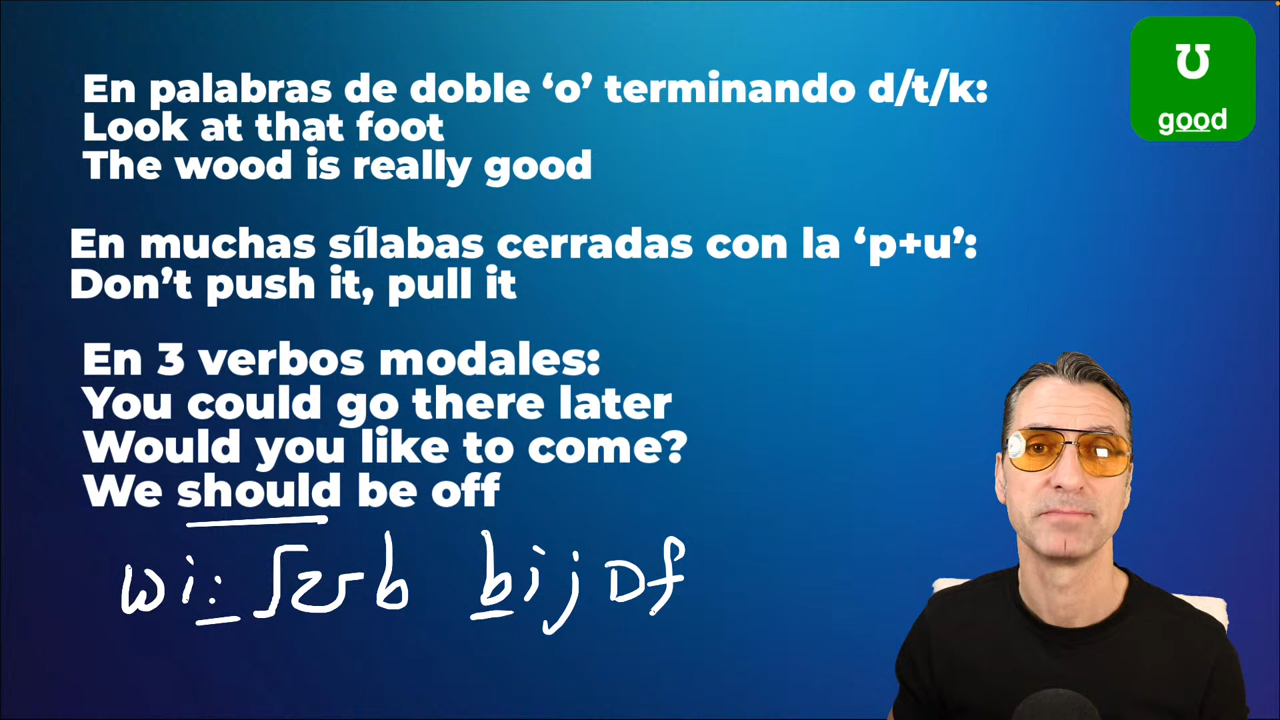 ʊ
good
En palabras de doble ‘o’ terminando d/t/k:
Look at that foot
The wood is really good
En muchas sílabas cerradas con la ‘p+u’:
Don’t push it, pull it
En 3 verbos modales:
You could go there later
Would you like to come?
We should be off
wi: ʃʊb bijɒf